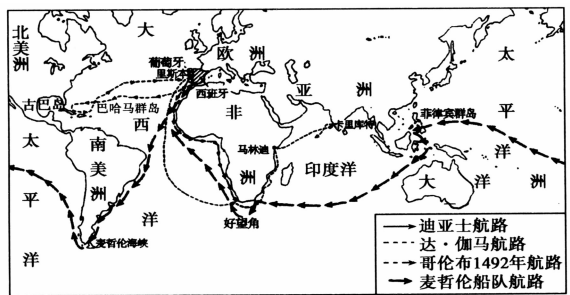 北美洲
大
西
洋
欧
洲
亚
洲
太
平
洋
葡萄牙
里斯本
西班牙
古巴岛
巴哈马群岛
非
洲
卡里库特
菲律宾群岛
马林迪
印度洋
太
平
洋
南美洲
大
洋
洲
好望角
麦哲伦海峡
迪亚士航路
达·伽马航路
哥伦布1492年航路
麦哲伦船队航路